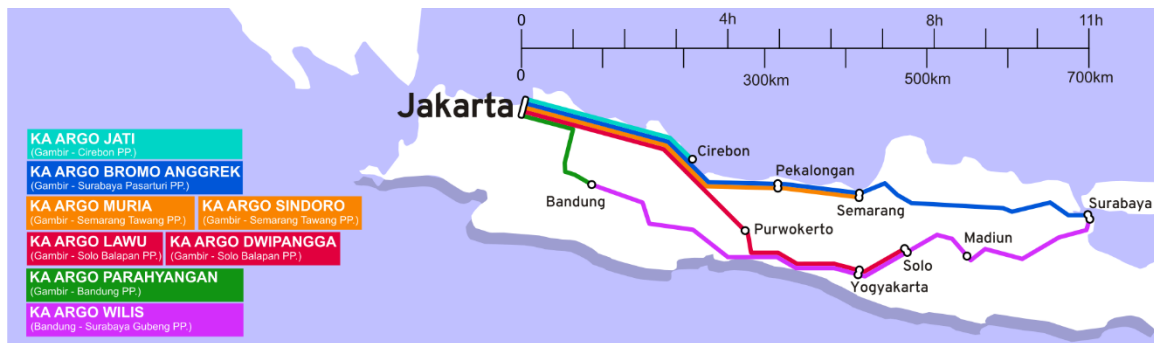 0 4h 8h 11h
0 300km 500km 700km
Jakarta
KA ARGO JATI
(Gambir - Cirebon PP.)
KA ARGO BROMO ANGGREK
(Gambir - Surabaya Pasarturi PP.)
KA ARGO MURIA
(Gambir - Semarang Tawang PP.)
KA ARGO SINDORO
(Gambir - Semarang Tawang PP.)
KA ARGO LAWU
(Gambir - Solo Balapan PP.)
KA ARGO DWIPANGGA
(Gambir - Solo Balapan PP.)
KA ARGO PARAHYANGAN
(Gambir - Bandung PP.)
KA ARGO WILIS
(Bandung - Surabaya Gubeng PP.)
Cirebon
Pekalongan
Bandung
Semarang
Surabaya
Purwokerto
Madiun
Solo
Yogyakarta